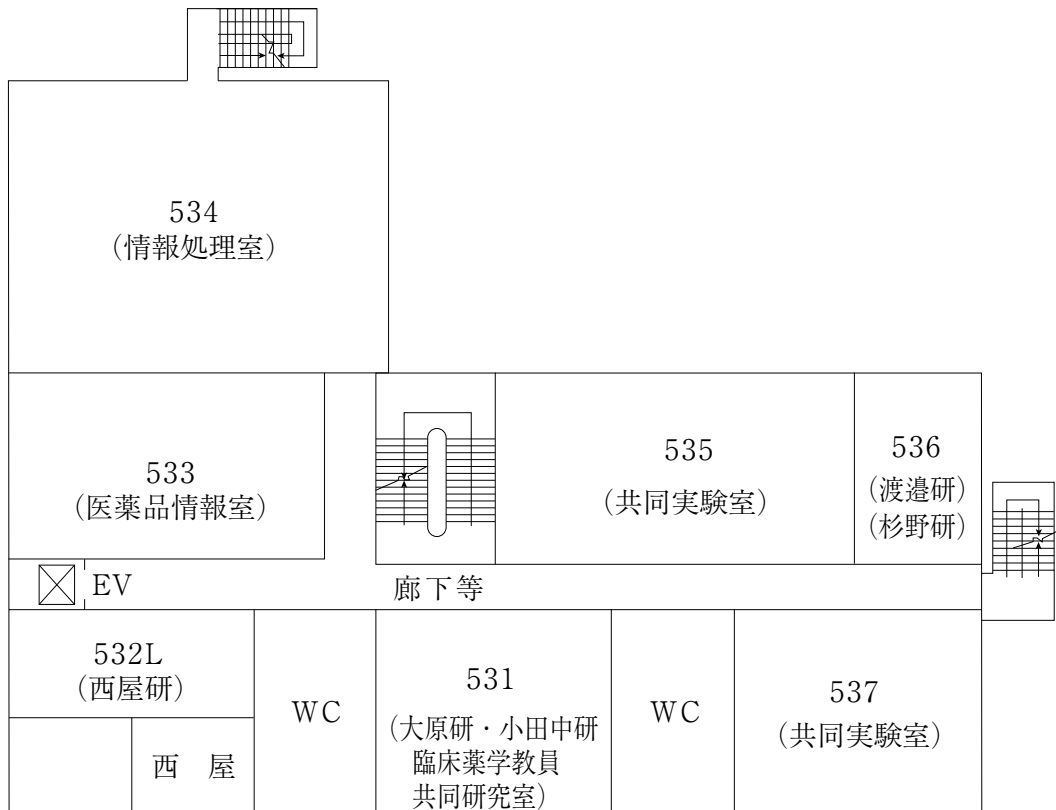 534
（情報処理室）
533
（医薬品情報室）
535
（共同実験室）
536
（渡邉研）
（杉野研）
EV
廊下等
532L
（西屋研）
西　屋
WC
531
（大原研・小田中研
臨床薬学教員
共同研究室）
WC
537
（共同実験室）